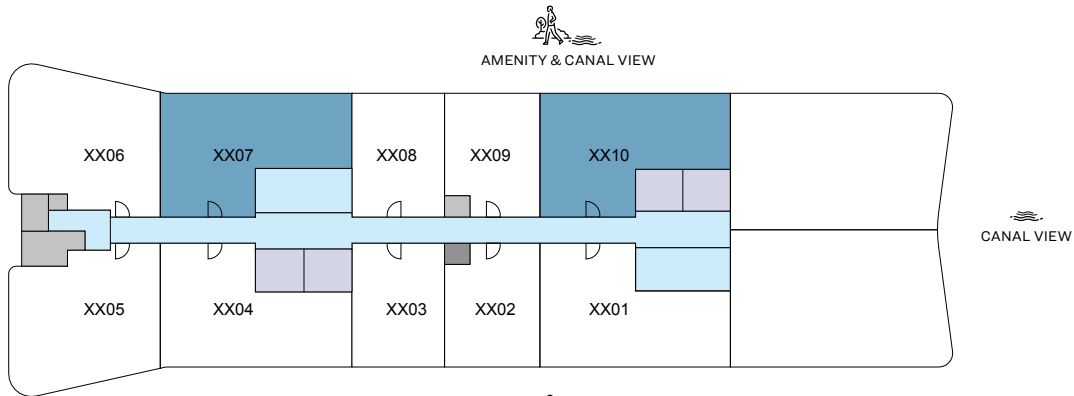 AMENITY & CANAL VIEW
XX06
XX07
XX08
XX09
XX10
CANAL VIEW
XX05
XX04
XX03
XX02
XX01